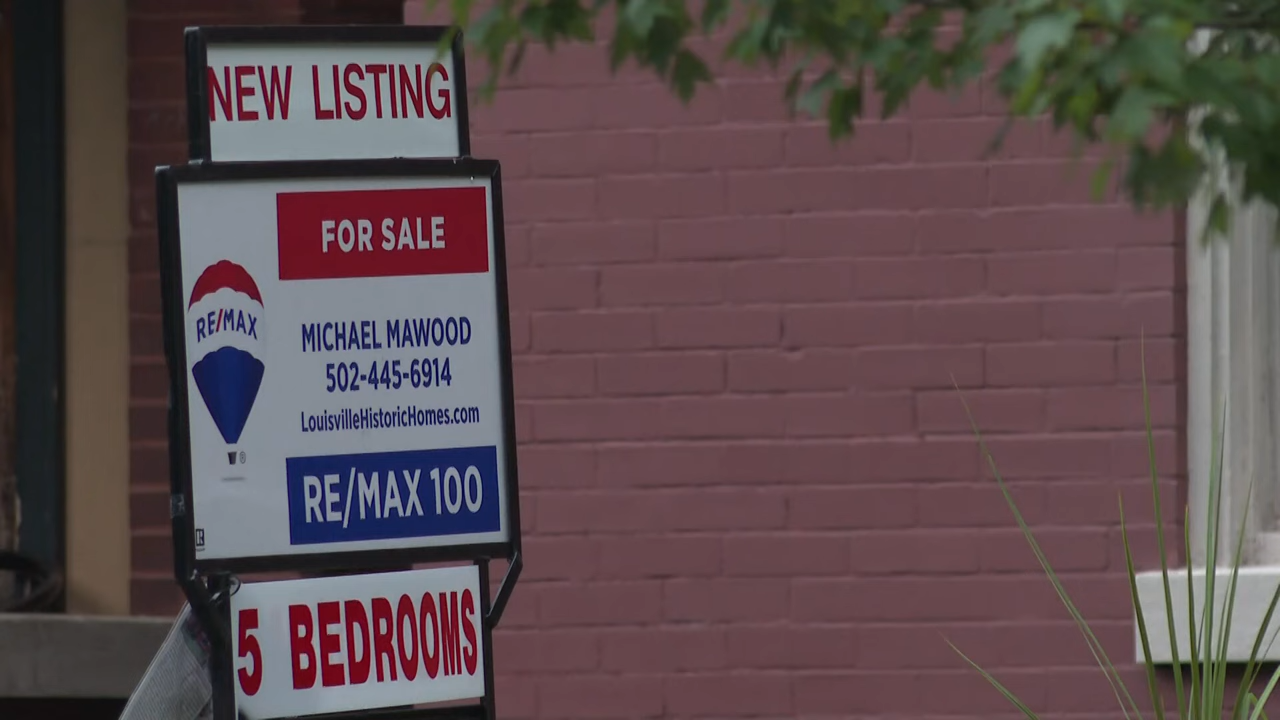 NEW LISTING
FOR SALE
RE/MAX
MICHAEL MAWOOD
502-445-6914
LouisvilleHistoricHomes.com
®
RE/MAX 100
5 BEDROOMS